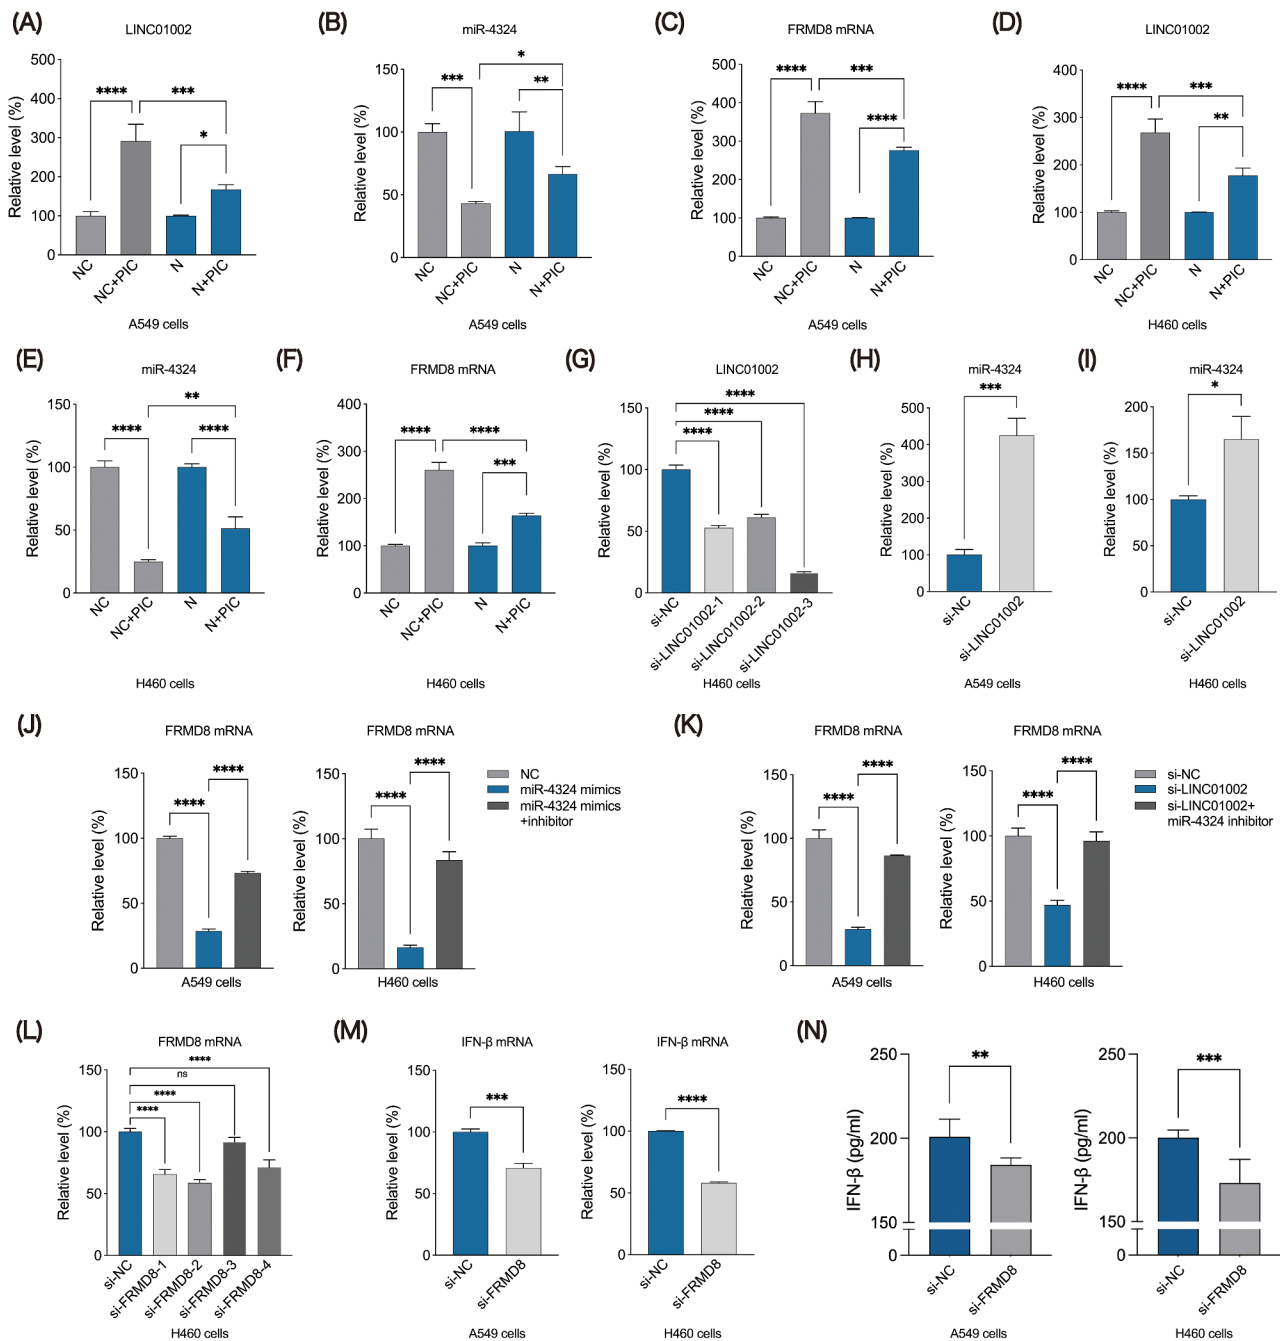 (A)
LINC01002
****
***
*
Relative level (%)
500
400
300
200
100
0
NC
NC+PIC
N
N+PIC
A549 cells
(B)
miR-4324
*
***
**
Relative level (%)
150
100
50
0
NC
NC+PIC
N
N+PIC
A549 cells
(C)
FRMD8 mRNA
****
***
****
Relative level (%)
500
400
300
200
100
0
NC
NC+PIC
N
N+PIC
A549 cells
(D)
LINC01002
****
***
**
Relative level (%)
400
300
200
100
0
NC
NC+PIC
N
N+PIC
H460 cells
(E)
miR-4324
**
****
****
Relative level (%)
150
100
50
0
NC
NC+PIC
N
N+PIC
H460 cells
(F)
FRMD8 mRNA
****
****
***
Relative level (%)
400
300
200
100
0
NC
NC+PIC
N
N+PIC
H460 cells
(G)
LINC01002
****
****
****
Relative level (%)
150
100
50
0
si-NC
si-LINC01002-1
si-LINC01002-2
si-LINC01002-3
H460 cells
(H)
miR-4324
***
Relative level (%)
500
400
300
200
100
0
si-NC
si-LINC01002
A549 cells
(I)
miR-4324
*
Relative level (%)
200
150
100
50
0
si-NC
si-LINC01002
H460 cells
(J)
FRMD8 mRNA
****
****
Relative level (%)
150
100
50
0
A549 cells
FRMD8 mRNA
****
****
Relative level (%)
150
100
50
0
H460 cells
NC
miR-4324 mimics
miR-4324 mimics
+inhibitor
(K)
FRMD8 mRNA
****
****
Relative level (%)
150
100
50
0
A549 cells
FRMD8 mRNA
****
****
Relative level (%)
150
100
50
0
H460 cells
si-NC
si-LINC01002
si-LINC01002+
miR-4324 inhibitor
(L)
FRMD8 mRNA
****
ns
****
****
Relative level (%)
150
100
50
0
si-NC
si-FRMD8-1
si-FRMD8-2
si-FRMD8-3
si-FRMD8-4
H460 cells
(M)
IFN-β mRNA
***
Relative level (%)
150
100
50
0
si-NC
si-FRMD8
A549 cells
IFN-β mRNA
****
Relative level (%)
150
100
50
0
si-NC
si-FRMD8
H460 cells
(N)
**
IFN-β (pg/ml)
250
200
150
0
si-NC
si-FRMD8
A549 cells
***
IFN-β (pg/ml)
250
200
150
0
si-NC
si-FRMD8
H460 cells